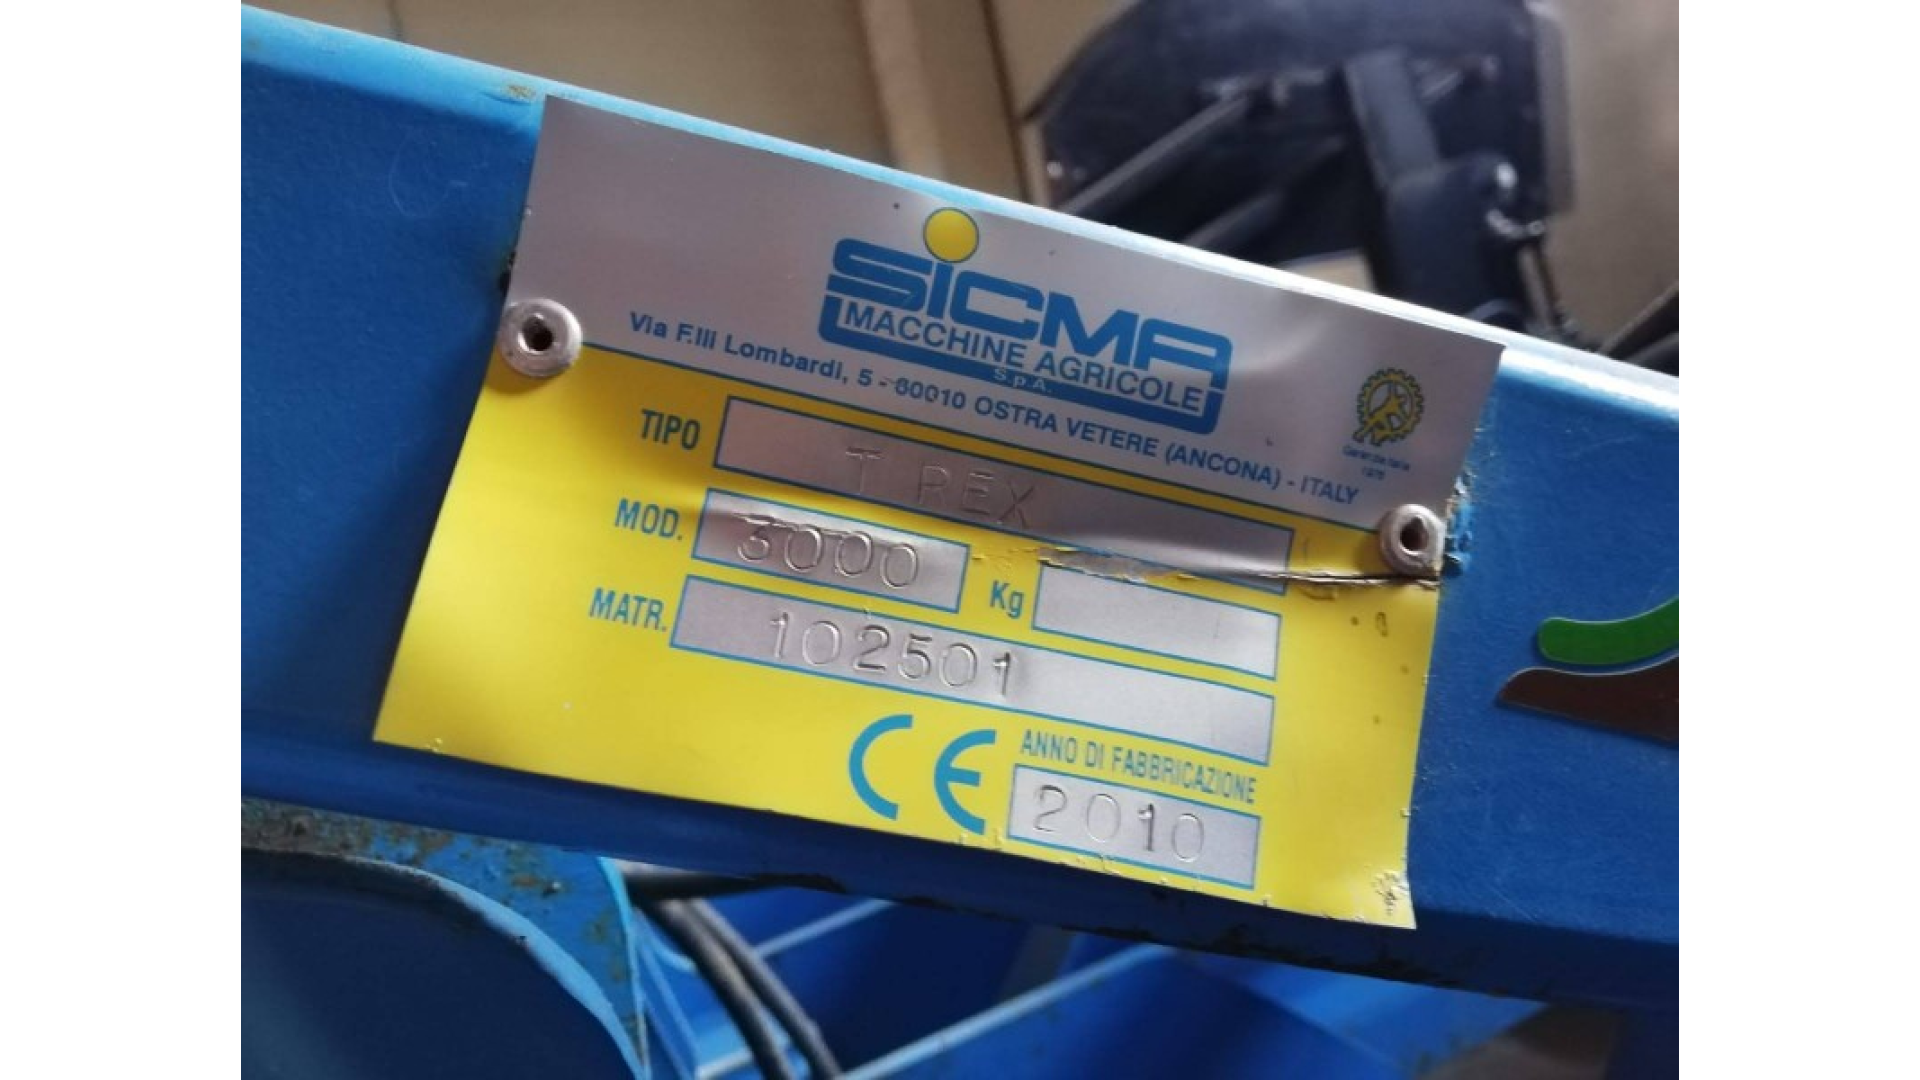 SICMA
MACCHINE AGRICOLE
S.p.A.
Via F.lli Lombardi, 5 - 60010 OSTRA VETERE (ANCONA) - ITALY
TIPO T REX
MOD. 3000 Kg
MATR. 102501
CE ANNO DI FABBRICAZIONE
2010